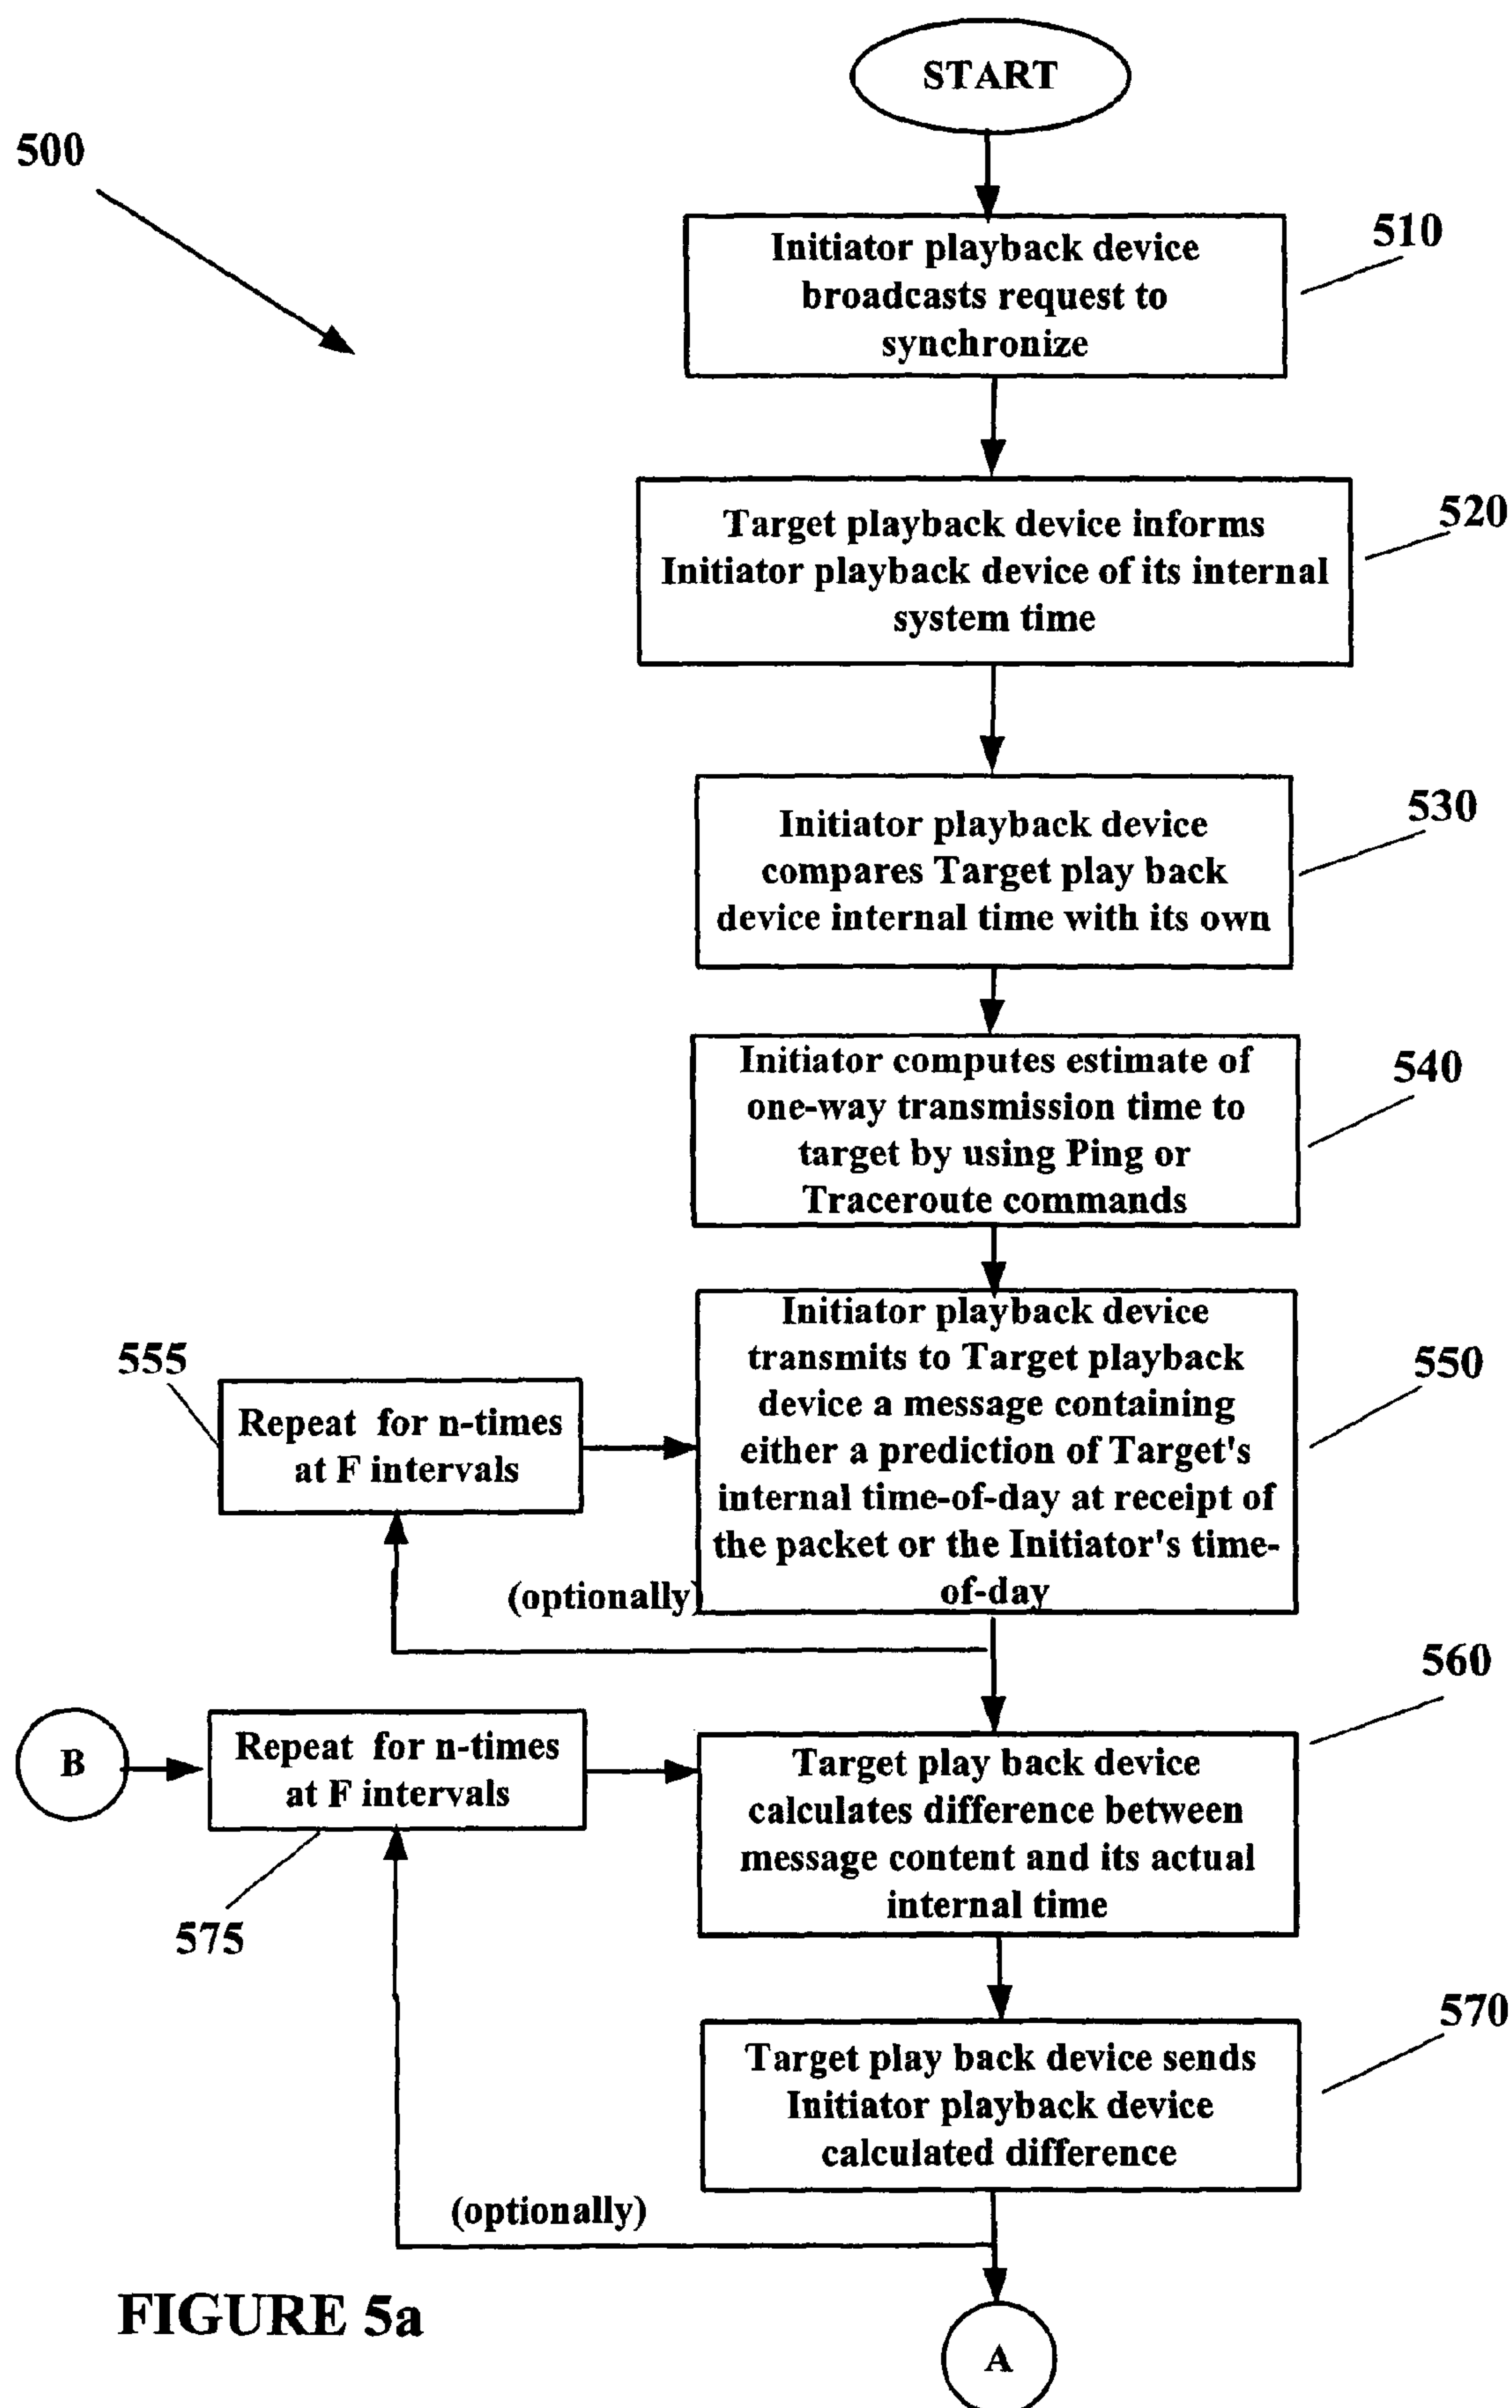 START
500
Initiator playback device
broadcasts request to
synchronize
510
Target playback device informs
Initiator playback device of its internal
system time
520
Initiator playback device
compares Target play back
device internal time with its own
530
Initiator computes estimate of
one-way transmission time to
target by using Ping or
Traceroute commands
540
Initiator playback device
transmits to Target playback
device a message containing
either a prediction of Target's
internal time-of-day at receipt of
the packet or the Initiator's time-
of-day
550
555
Repeat for n-times
at F intervals
(optionally)
560
B
Repeat for n-times
at F intervals
575
Target play back device
calculates difference between
message content and its actual
internal time
570
Target play back device sends
Initiator playback device
calculated difference
(optionally)
FIGURE 5a
A